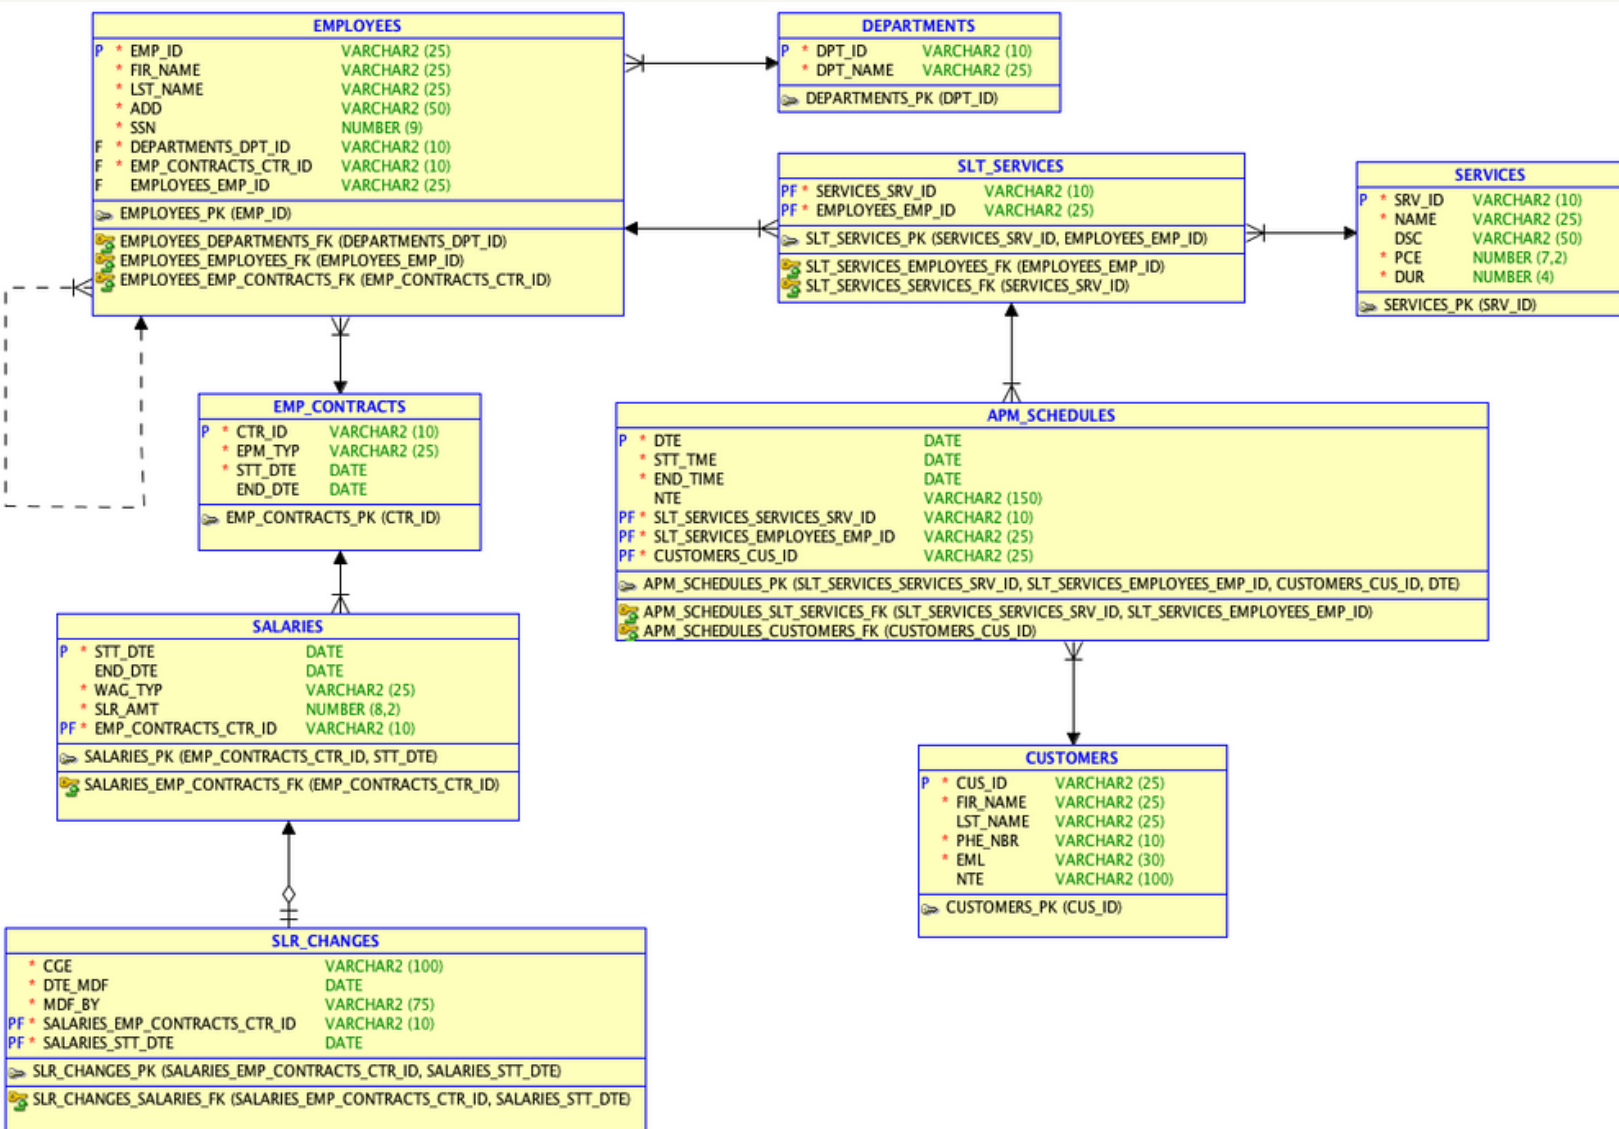 EMPLOYEES
P * EMP_ID VARCHAR2 (25)
* FIR_NAME VARCHAR2 (25)
* LST_NAME VARCHAR2 (25)
* ADD VARCHAR2 (50)
* SSN NUMBER (9)
F * DEPARTMENTS_DPT_ID VARCHAR2 (10)
F * EMP_CONTRACTS_CTR_ID VARCHAR2 (10)
F EMPLOYEES_EMP_ID VARCHAR2 (25)
EMPLOYEES_PK (EMP_ID)
EMPLOYEES_DEPARTMENTS_FK (DEPARTMENTS_DPT_ID)
EMPLOYEES_EMPLOYEES_FK (EMPLOYEES_EMP_ID)
EMPLOYEES_EMP_CONTRACTS_FK (EMP_CONTRACTS_CTR_ID)
DEPARTMENTS
P * DPT_ID VARCHAR2 (10)
* DPT_NAME VARCHAR2 (25)
DEPARTMENTS_PK (DPT_ID)
SLT_SERVICES
PF * SERVICES_SRV_ID VARCHAR2 (10)
PF * EMPLOYEES_EMP_ID VARCHAR2 (25)
SLT_SERVICES_PK (SERVICES_SRV_ID, EMPLOYEES_EMP_ID)
SLT_SERVICES_EMPLOYEES_FK (EMPLOYEES_EMP_ID)
SLT_SERVICES_SERVICES_FK (SERVICES_SRV_ID)
SERVICES
P * SRV_ID VARCHAR2 (10)
* NAME VARCHAR2 (25)
DSC VARCHAR2 (50)
* PCE NUMBER (7,2)
* DUR NUMBER (4)
SERVICES_PK (SRV_ID)
EMP_CONTRACTS
P * CTR_ID VARCHAR2 (10)
* EPM_TYP VARCHAR2 (25)
* STT_DTE DATE
END_DTE DATE
EMP_CONTRACTS_PK (CTR_ID)
APM_SCHEDULES
P * DTE DATE
* STT_TME DATE
* END_TIME DATE
NTE VARCHAR2 (150)
PF * SLT_SERVICES_SERVICES_SRV_ID VARCHAR2 (10)
PF * SLT_SERVICES_EMPLOYEES_EMP_ID VARCHAR2 (25)
PF * CUSTOMERS_CUS_ID VARCHAR2 (25)
APM_SCHEDULES_PK (SLT_SERVICES_SERVICES_SRV_ID, SLT_SERVICES_EMPLOYEES_EMP_ID, CUSTOMERS_CUS_ID, DTE)
APM_SCHEDULES_SLT_SERVICES_FK (SLT_SERVICES_SERVICES_SRV_ID, SLT_SERVICES_EMPLOYEES_EMP_ID)
APM_SCHEDULES_CUSTOMERS_FK (CUSTOMERS_CUS_ID)
SALARIES
P * STT_DTE DATE
END_DTE DATE
* WAG_TYP VARCHAR2 (25)
* SLR_AMT NUMBER (8,2)
PF * EMP_CONTRACTS_CTR_ID VARCHAR2 (10)
SALARIES_PK (EMP_CONTRACTS_CTR_ID, STT_DTE)
SALARIES_EMP_CONTRACTS_FK (EMP_CONTRACTS_CTR_ID)
CUSTOMERS
P * CUS_ID VARCHAR2 (25)
* FIR_NAME VARCHAR2 (25)
LST_NAME VARCHAR2 (25)
* PHE_NBR VARCHAR2 (10)
* EML VARCHAR2 (30)
NTE VARCHAR2 (100)
CUSTOMERS_PK (CUS_ID)
SLR_CHANGES
* CGE VARCHAR2 (100)
* DTE_MDF DATE
* MDF_BY VARCHAR2 (75)
PF * SALARIES_EMP_CONTRACTS_CTR_ID VARCHAR2 (10)
PF * SALARIES_STT_DTE DATE
SLR_CHANGES_PK (SALARIES_EMP_CONTRACTS_CTR_ID, SALARIES_STT_DTE)
SLR_CHANGES_SALARIES_FK (SALARIES_EMP_CONTRACTS_CTR_ID, SALARIES_STT_DTE)